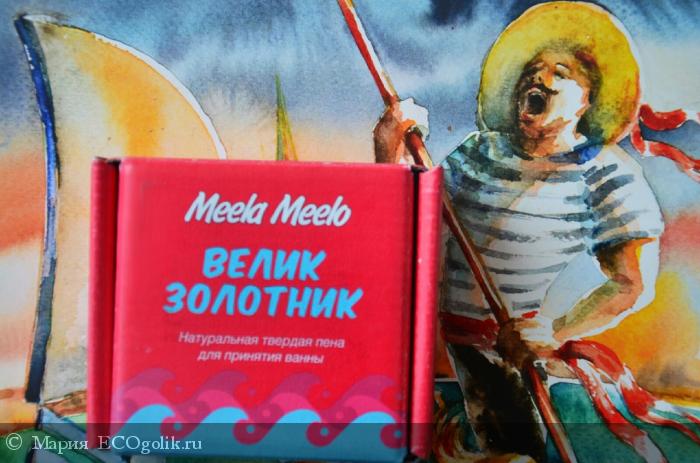 Meela Meelo
ВЕЛИК
ЗОЛОТНИК
Натуральная твердая пена
для принятия ванны
© Мария ECOgolik.ru